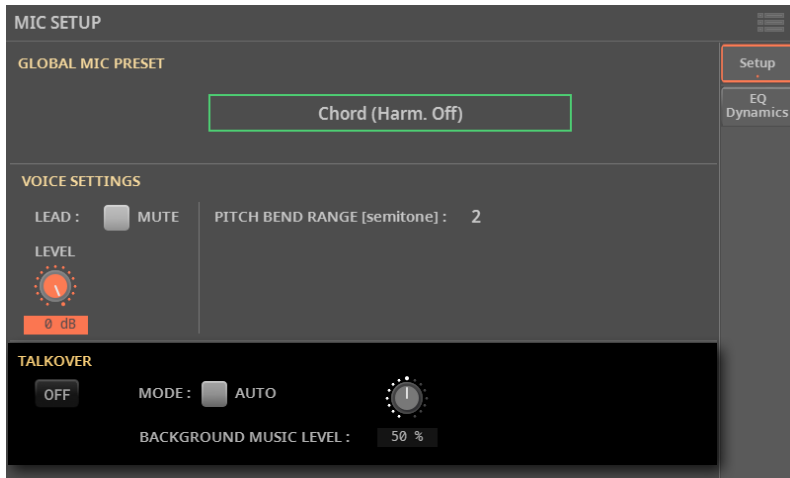 MIC SETUP
GLOBAL MIC PRESET
Setup
Chord (Harm. Off)
EQ
Dynamics
VOICE SETTINGS
LEAD : MUTE PITCH BEND RANGE [semitone] : 2
LEVEL
0 dB
TALKOVER
OFF MODE : AUTO
BACKGROUND MUSIC LEVEL : 50 %